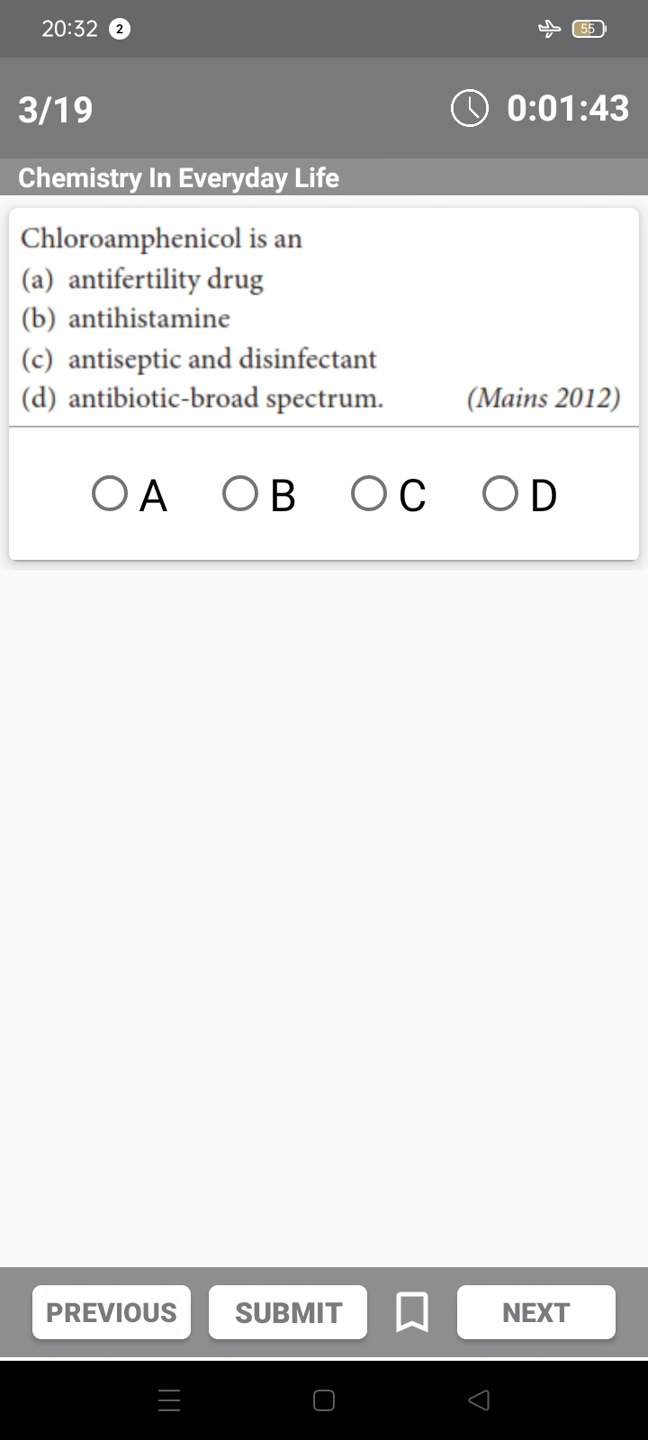 20:32 2 55
3/19 0:01:43
Chemistry In Everyday Life
Chloroamphenicol is an
(a) antifertility drug
(b) antihistamine
(c) antiseptic and disinfectant
(d) antibiotic-broad spectrum. (Mains 2012)
A B C D
PREVIOUS SUBMIT NEXT